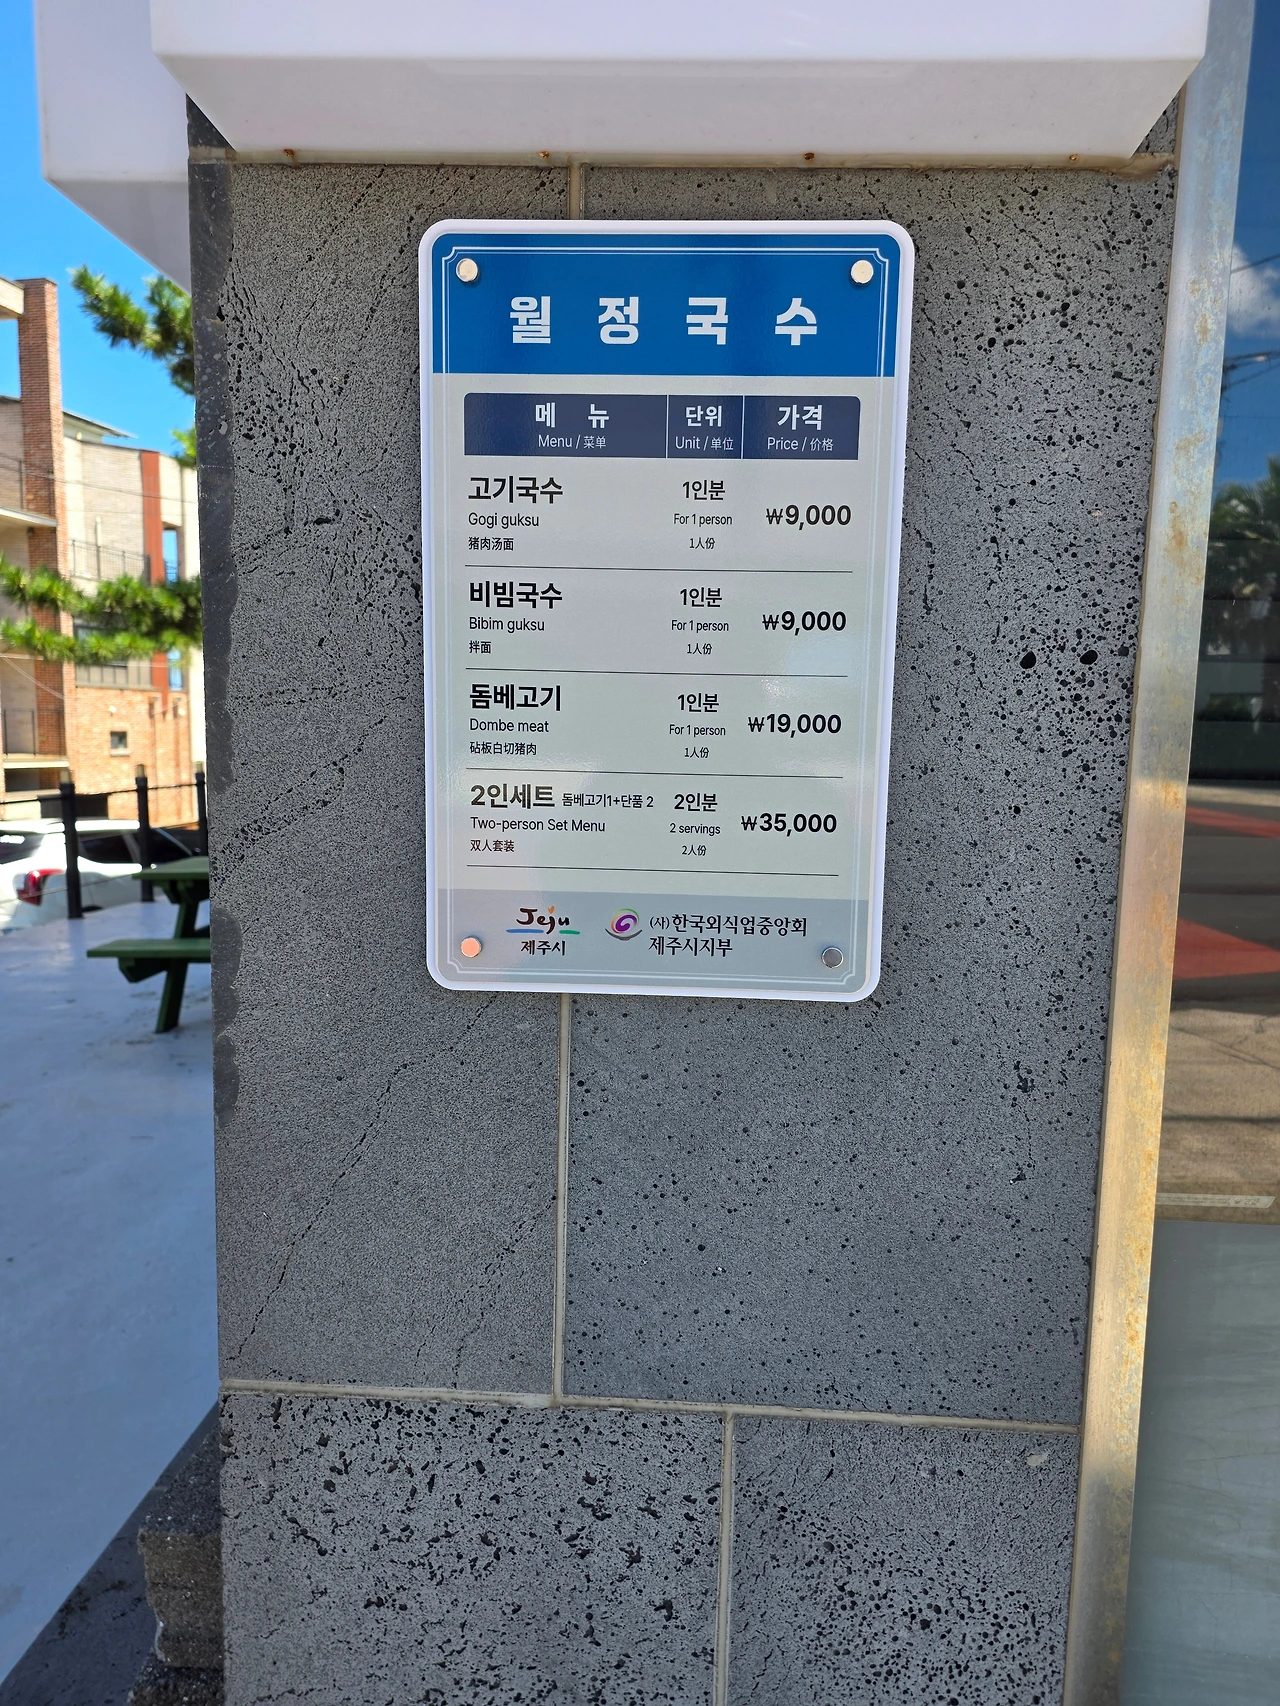 월정국수
메뉴 단위 가격
Menu / 菜单 Unit / 单位 Price / 价格
고기국수 1인분 ₩9,000
Gogi guksu For 1 person
猪肉汤面 1人份
비빔국수 1인분 ₩9,000
Bibim guksu For 1 person
拌面 1人份
돔베고기 1인분 ₩19,000
Dombe meat For 1 person
砧板白切猪肉 1人份
2인세트 돔베고기1+단품 2 2인분 ₩35,000
Two-person Set Menu 2 servings
双人套装 2人份
Jeju (사)한국외식업중앙회
제주시 제주시지부